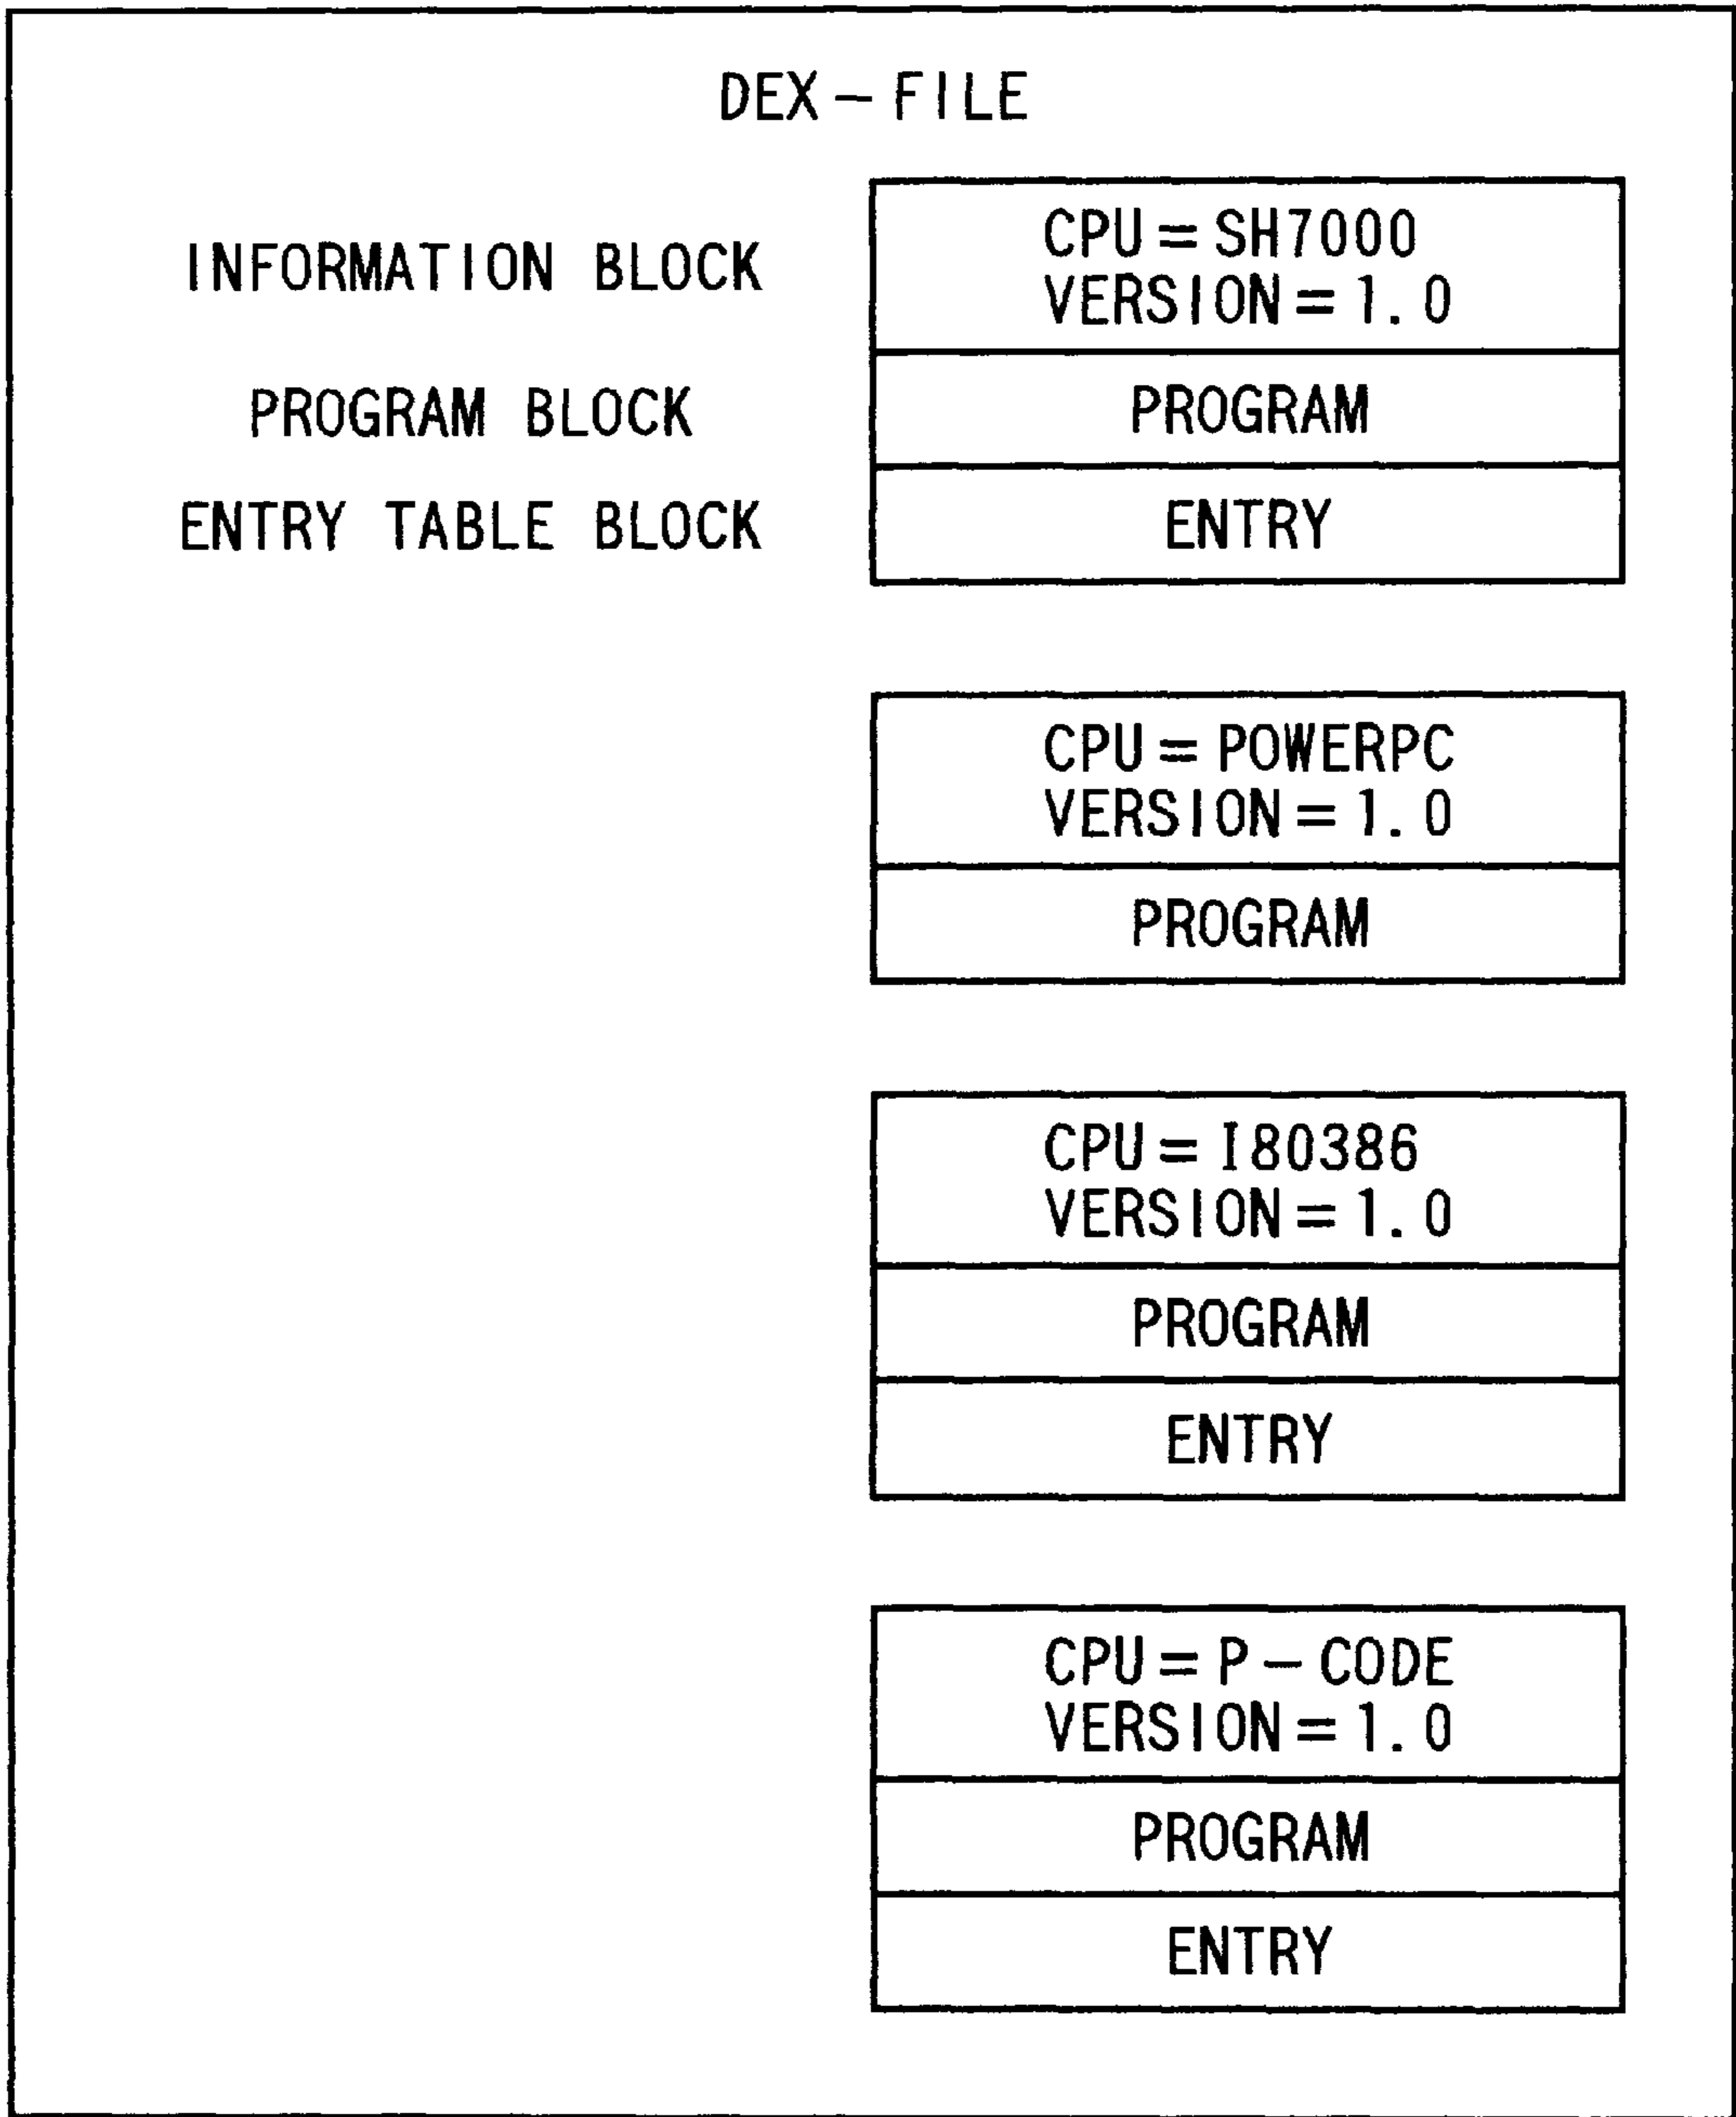 DEX-FILE
INFORMATION BLOCK
CPU=SH7000
VERSION=1.0
PROGRAM BLOCK
PROGRAM
ENTRY TABLE BLOCK
ENTRY
CPU=POWERPC
VERSION=1.0
PROGRAM
CPU=I80386
VERSION=1.0
PROGRAM
ENTRY
CPU=P-CODE
VERSION=1.0
PROGRAM
ENTRY